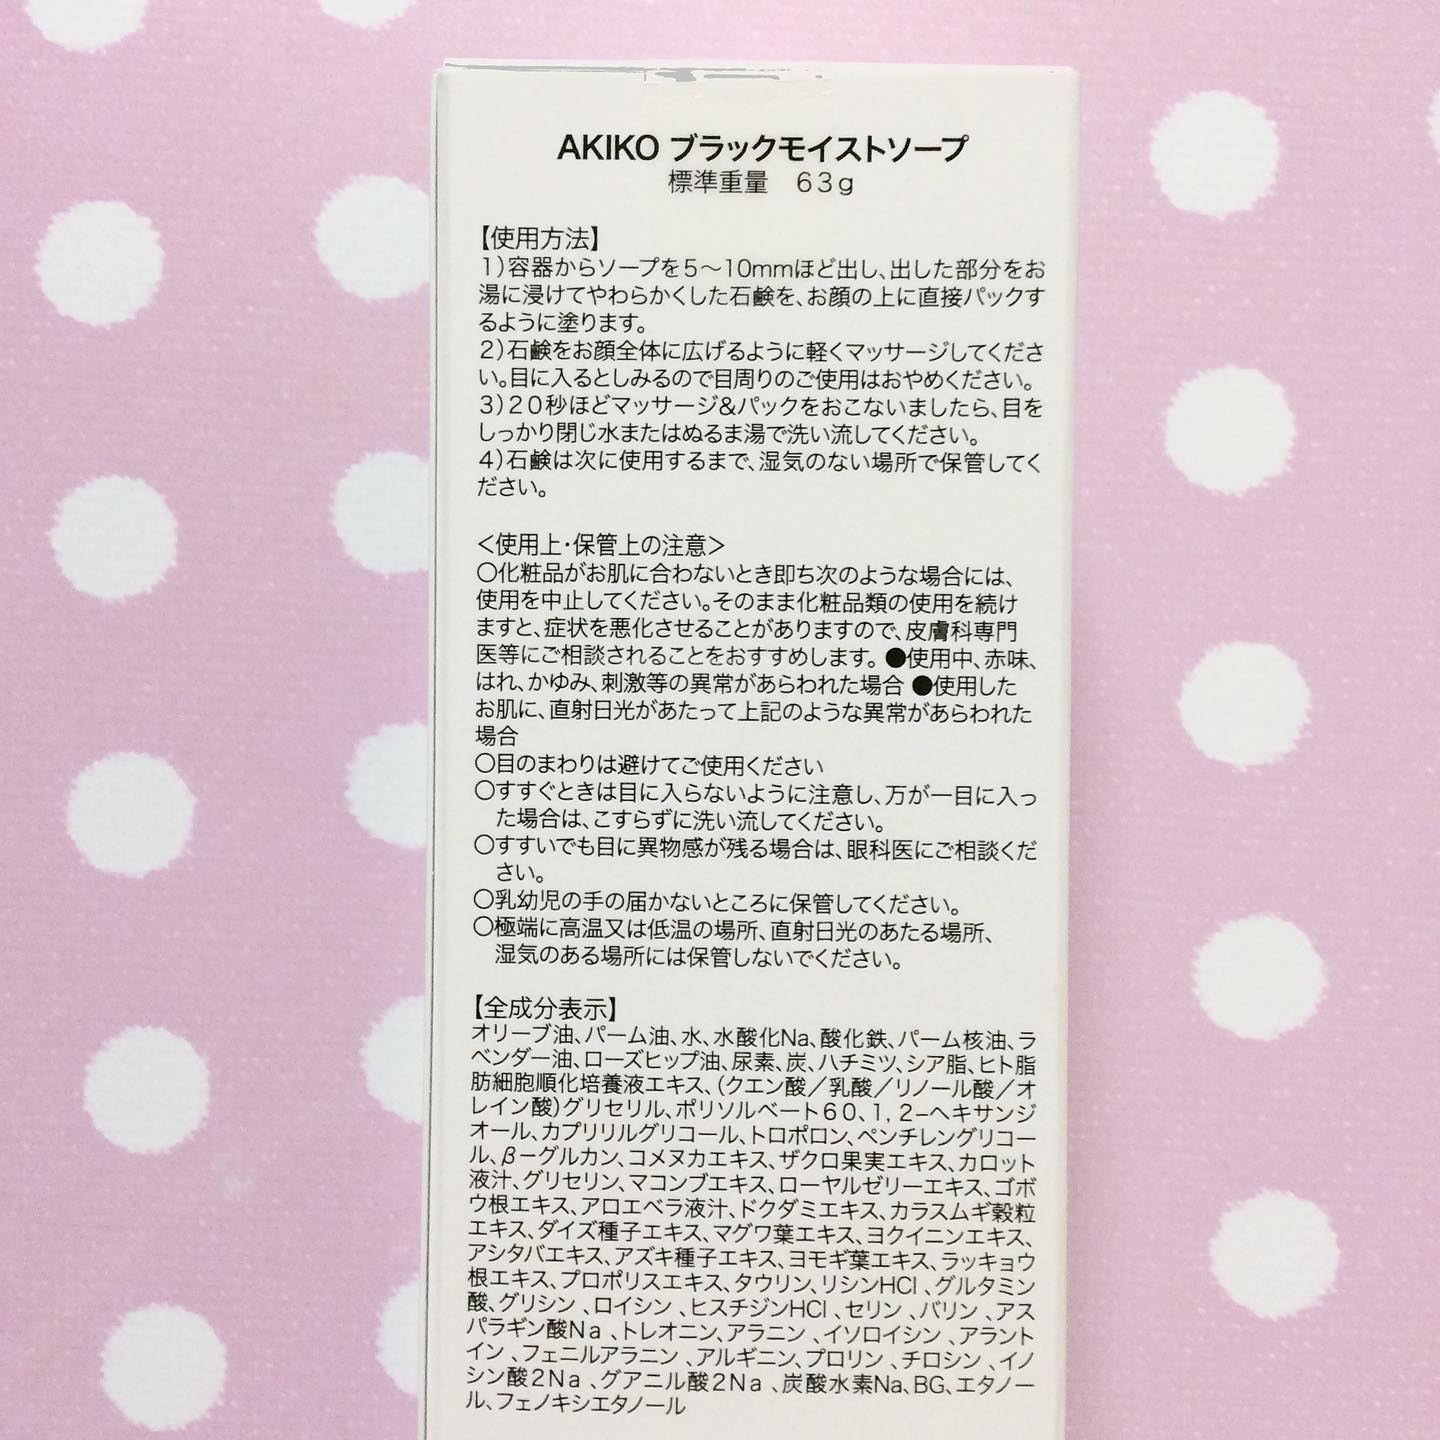 AKIKO ブラックモイストソープ
標準重量　63g
【使用方法】
1)容器からソープを5〜10mmほど出し、出した部分をお
湯に浸けてやわらかくした石鹸を、お顔の上に直接パックす
るように塗ります。
2)石鹸をお顔全体に広げるように軽くマッサージしてくださ
い。目に入るとしみるので目周りのご使用はおやめください。
3)20秒ほどマッサージ&パックをおこないましたら、目を
しっかり閉じ水またはぬるま湯で洗い流してください。
4)石鹸は次に使用するまで、湿気のない場所で保管してく
ださい。
<使用上・保管上の注意>
○化粧品がお肌に合わないとき即ち次のような場合には、
使用を中止してください。そのまま化粧品類の使用を続け
ますと、症状を悪化させることがありますので、皮膚科専門
医等にご相談されることをおすすめします。●使用中、赤味、
はれ、かゆみ、刺激等の異常があらわれた場合 ●使用した
お肌に、直射日光があたって上記のような異常があらわれた
場合
○目のまわりは避けてご使用ください
○すすぐときは目に入らないように注意し、万が一目に入っ
た場合は、こすらずに洗い流してください。
○すすいでも目に異物感が残る場合は、眼科医にご相談くだ
さい。
○乳幼児の手の届かないところに保管してください。
○極端に高温又は低温の場所、直射日光のあたる場所、
湿気のある場所には保管しないでください。
【全成分表示】
オリーブ油、パーム油、水、水酸化Na、酸化鉄、パーム核油、ラ
ベンダー油、ローズヒップ油、尿素、炭、ハチミツ、シア脂、ヒト脂
肪細胞順化培養液エキス、(クエン酸／乳酸／リノール酸／オ
レイン酸)グリセリル、ポリソルベート60、1,2-ヘキサンジ
オール、カプリリルグリコール、トロポロン、ペンチレングリコー
ル、β-グルカン、コメヌカエキス、ザクロ果実エキス、カロット
液汁、グリセリン、マコンブエキス、ローヤルゼリーエキス、ゴボ
ウ根エキス、アロエベラ液汁、ドクダミエキス、カラスムギ穀粒
エキス、ダイズ種子エキス、マグワ葉エキス、ヨクイニンエキス、
アシタバエキス、アズキ種子エキス、ヨモギ葉エキス、ラッキョウ
根エキス、プロポリスエキス、タウリン、リシンHCl、グルタミン
酸、グリシン、ロイシン、ヒスチジンHCl、セリン、バリン、アス
パラギン酸Na、トレオニン、アラニン、イソロイシン、アラント
イン、フェニルアラニン、アルギニン、プロリン、チロシン、イノ
シン酸2Na、グアニル酸2Na、炭酸水素Na、BG、エタノー
ル、フェノキシエタノール